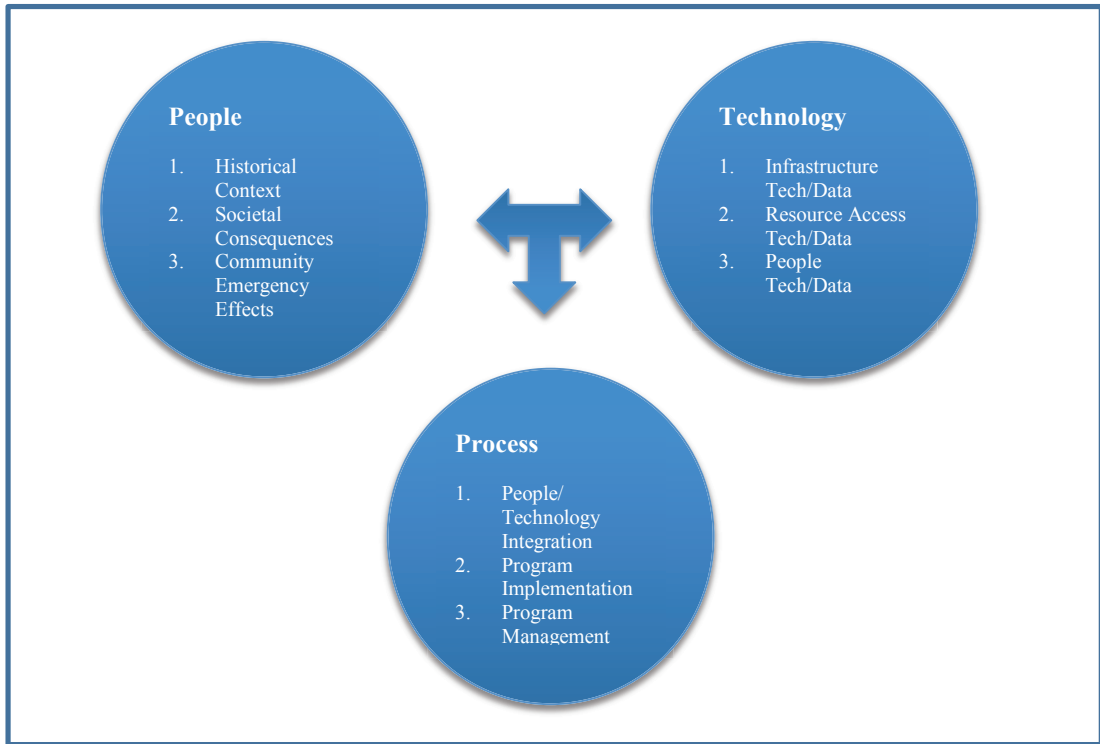 People
1. Historical
Context
2. Societal
Consequences
3. Community
Emergency
Effects
Technology
1. Infrastructure
Tech/Data
2. Resource Access
Tech/Data
3. People
Tech/Data
Process
1. People/
Technology
Integration
2. Program
Implementation
3. Program
Management